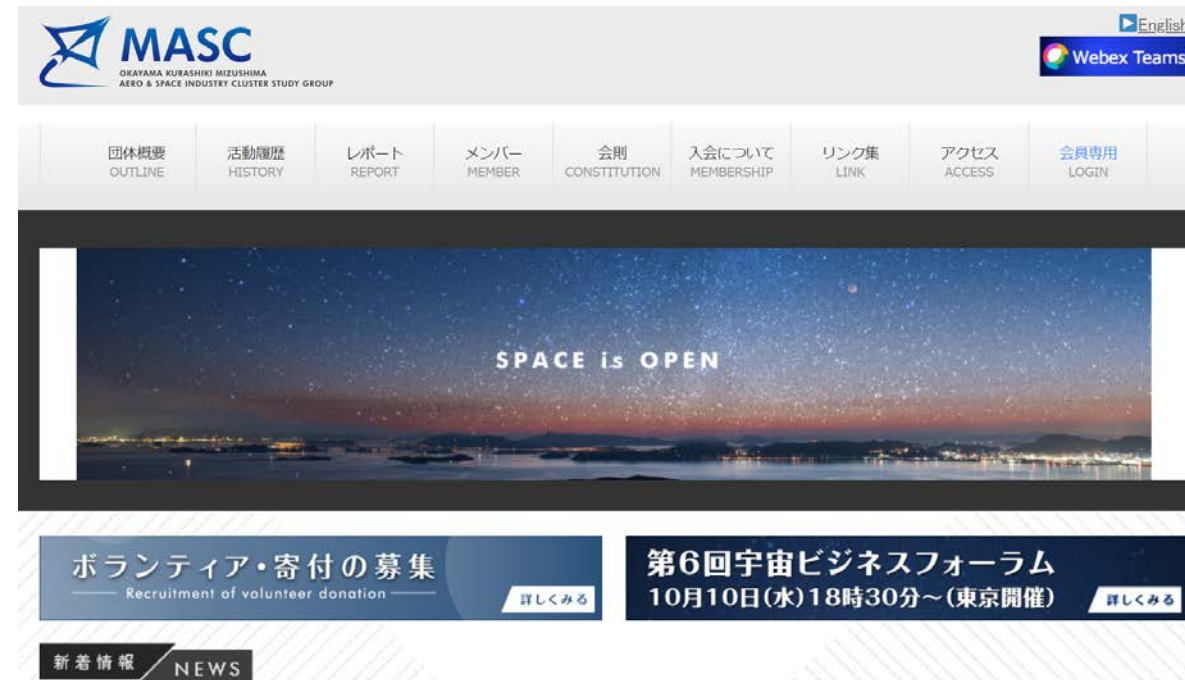 MASC
OKAYAMA KURASHIKI MIZUSHIMA
AERO & SPACE INDUSTRY CLUSTER STUDY GROUP
English
Webex Teams
団体概要 活動履歴 レポート メンバー 会則 入会について リンク集 アクセス 会員専用
OUTLINE HISTORY REPORT MEMBER CONSTITUTION MEMBERSHIP LINK ACCESS LOGIN
SPACE is OPEN
ボランティア・寄付の募集
Recruitment of volunteer donation
詳しくみる
第6回宇宙ビジネスフォーラム
10月10日(水)18時30分~(東京開催)
詳しくみる
新着情報 NEWS